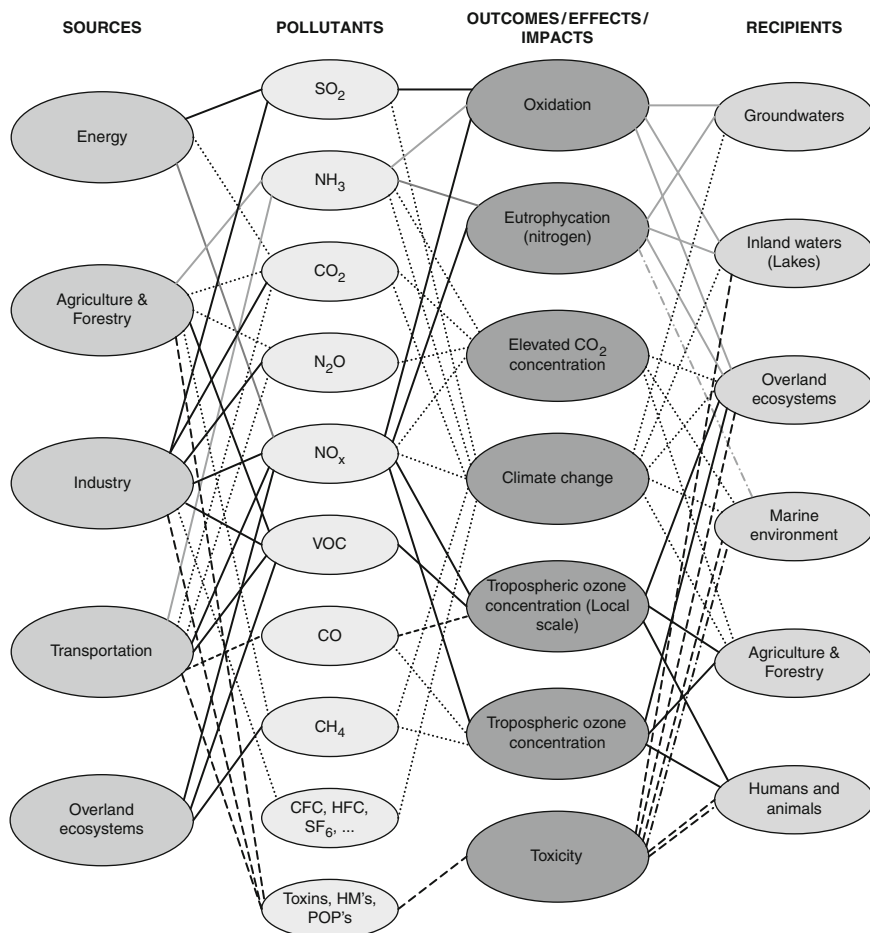 SOURCES
POLLUTANTS
OUTCOMES/EFFECTS/
IMPACTS
RECIPIENTS
Energy
Agriculture &
Forestry
Industry
Transportation
Overland
ecosystems
SO2
NH3
CO2
N2O
NOx
VOC
CO
CH4
CFC, HFC,
SF6, ...
Toxins, HM's,
POP's
Oxidation
Eutrophycation
(nitrogen)
Elevated CO2
concentration
Climate change
Tropospheric ozone
concentration (Local
scale)
Tropospheric ozone
concentration
Toxicity
Groundwaters
Inland waters
(Lakes)
Overland
ecosystems
Marine
environment
Agriculture &
Forestry
Humans and
animals